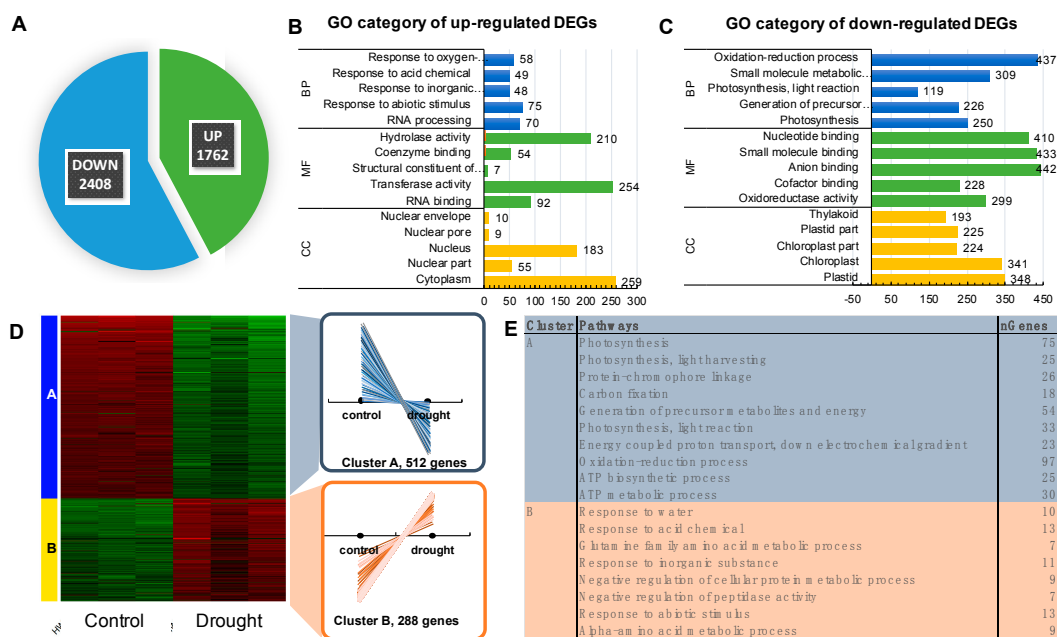 A
DOWN
2408
UP
1762
B
GO category of up-regulated DEGs
BP
Response to oxygen-... 58
Response to acid chemical 49
Response to inorganic... 48
Response to abiotic stimulus 75
RNA processing 70
MF
Hydrolase activity 210
Coenzyme binding 54
Structural constituent of... 7
Transferase activity 254
RNA binding 92
CC
Nuclear envelope 10
Nuclear pore 9
Nucleus 183
Nuclear part 55
Cytoplasm 259
0 50 100 150 200 250 300
C
GO category of down-regulated DEGs
BP
Oxidation-reduction process 437
Small molecule metabolic... 309
Photosynthesis, light reaction 119
Generation of precursor... 226
Photosynthesis 250
MF
Nucleotide binding 410
Small molecule binding 433
Anion binding 442
Cofactor binding 228
Oxidoreductase activity 299
CC
Thylakoid 193
Plastid part 225
Chloroplast part 224
Chloroplast 341
Plastid 348
-50 50 150 250 350 450
D
A
B
Control Drought
control drought
Cluster A, 512 genes
control drought
Cluster B, 288 genes
E
Cluster Pathways nGenes
A Photosynthesis 75
Photosynthesis, light harvesting 25
Protein-chromophore linkage 26
Carbon fixation 18
Generation of precursor metabolites and energy 54
Photosynthesis, light reaction 33
Energy coupled proton transport, down electrochemical gradient 23
Oxidation-reduction process 97
ATP biosynthetic process 25
ATP metabolic process 30
B Response to water 10
Response to acid chemical 13
Glutamine family amino acid metabolic process 7
Response to inorganic substance 11
Negative regulation of cellular protein metabolic process 9
Negative regulation of peptidase activity 7
Response to abiotic stimulus 13
Alpha-amino acid metabolic process 9